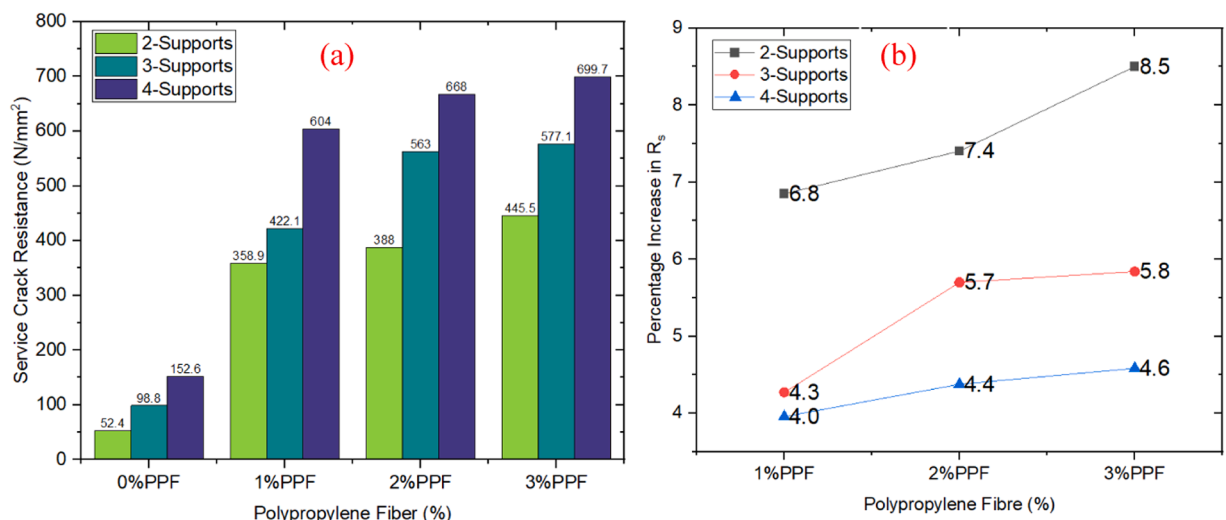 (a)
2-Supports
3-Supports
4-Supports
Service Crack Resistance (N/mm²)
800
700
600
500
400
300
200
100
0
52.4
98.8
152.6
358.9
422.1
604
388
563
668
445.5
577.1
699.7
0%PPF
1%PPF
2%PPF
3%PPF
Polypropylene Fiber (%)
(b)
2-Supports
3-Supports
4-Supports
Percentage Increase in Rₛ
9
8
7
6
5
4
6.8
7.4
8.5
4.3
5.7
5.8
4.0
4.4
4.6
1%PPF
2%PPF
3%PPF
Polypropylene Fibre (%)